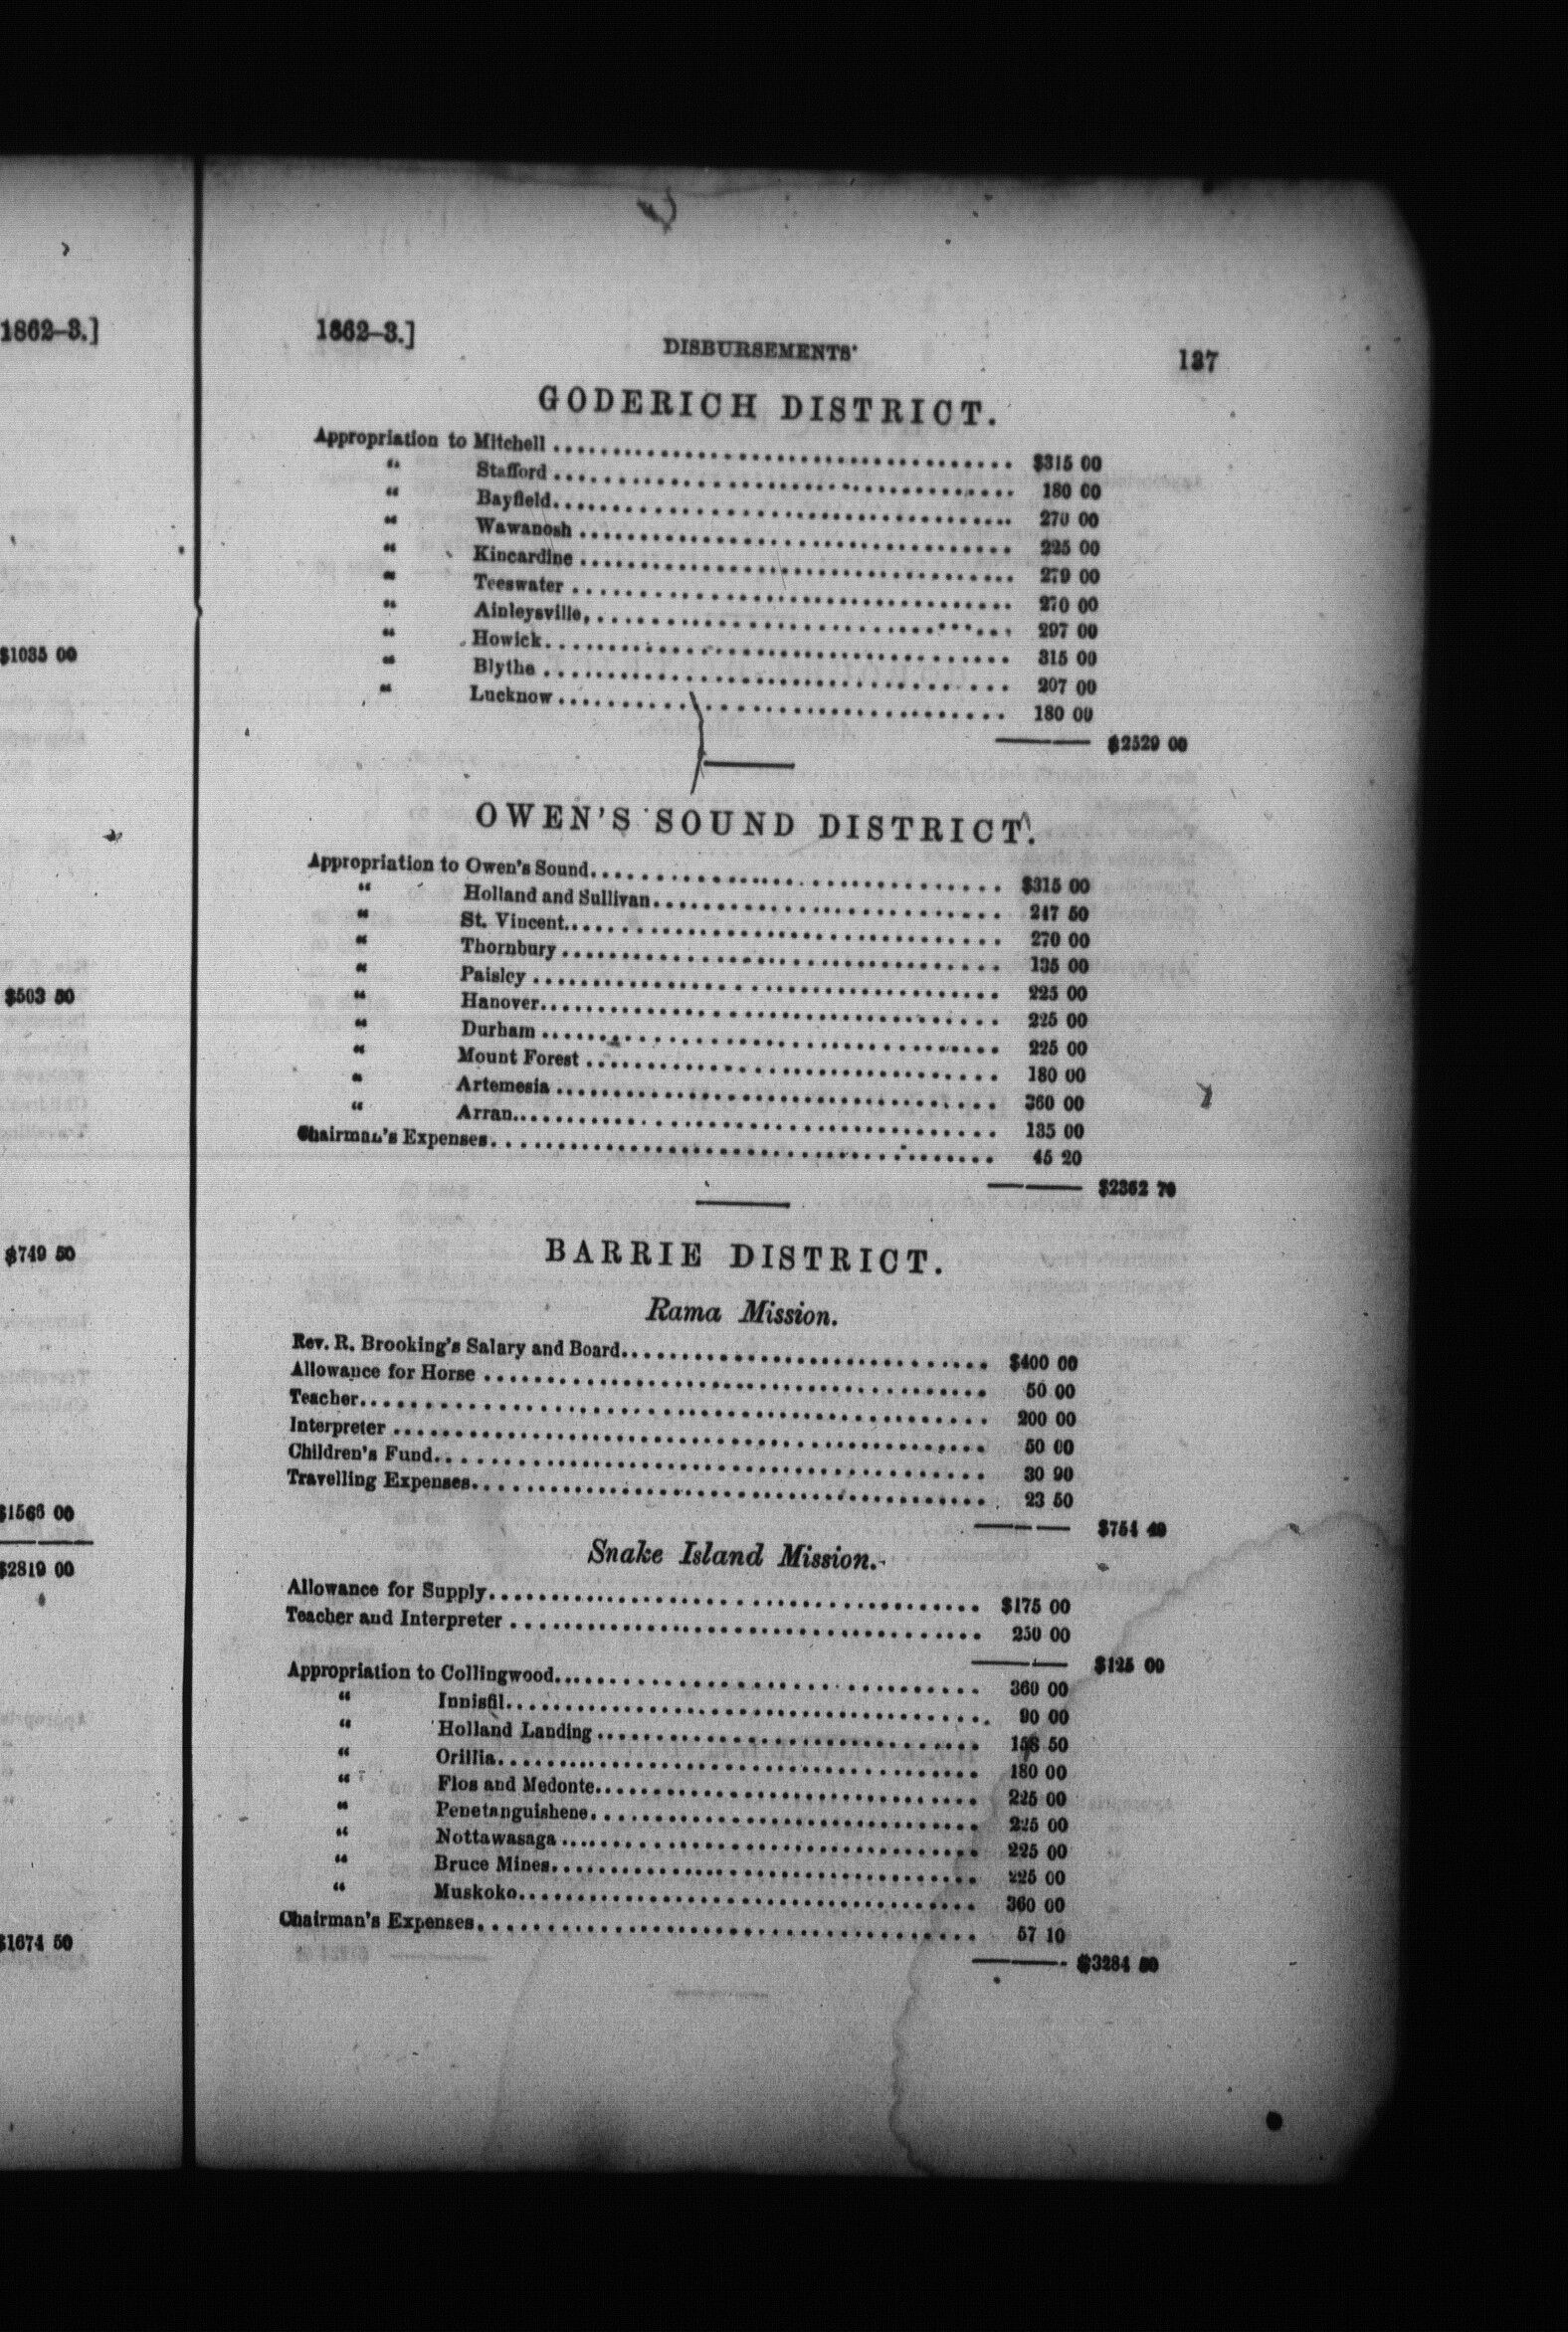 1862–3.]
$1035 00
$503 50
$749 50
$1566 00
$2819 00
$1674 50
1862–3.] DISBURSEMENTS 137
GODERICH DISTRICT.
Appropriation to Mitchell ........ $315 00
" Stafford ........ 180 00
" Bayfield ........ 270 00
" Wawanosh ........ 225 00
" Kincardine ........ 270 00
" Teeswater ........ 270 00
" Ainleysville ........ 297 00
" Howick ........ 315 00
" Blythe ........ 207 00
" Lucknow ........ 180 00
$2529 00
OWEN'S SOUND DISTRICT.
Appropriation to Owen's Sound ........ $315 00
" Holland and Sullivan ........ 247 50
" St. Vincent ........ 270 00
" Thornbury ........ 135 00
" Paisley ........ 225 00
" Hanover ........ 225 00
" Durham ........ 225 00
" Mount Forest ........ 180 00
" Artemesia ........ 360 00
" Arran ........ 135 00
Chairman's Expenses ........ 45 20
$2362 70
BARRIE DISTRICT.
Rama Mission.
Rev. R. Brooking's Salary and Board ........ $400 00
Allowance for Horse ........ 50 00
Teacher ........ 200 00
Interpreter ........ 50 00
Children's Fund ........ 30 90
Travelling Expenses ........ 23 50
$754 40
Snake Island Mission.
Allowance for Supply ........ $175 00
Teacher and Interpreter ........ 250 00
$425 00
Appropriation to Collingwood ........ 360 00
" Innisfil ........ 90 00
" Holland Landing ........ 50
" Orillia ........ 180 00
" Flos and Medonte ........ 225 00
" Penetanguishene ........ 225 00
" Nottawasaga ........ 225 00
" Bruce Mines ........ 225 00
" Muskoko ........ 360 00
Chairman's Expenses ........ 57 10
$3284